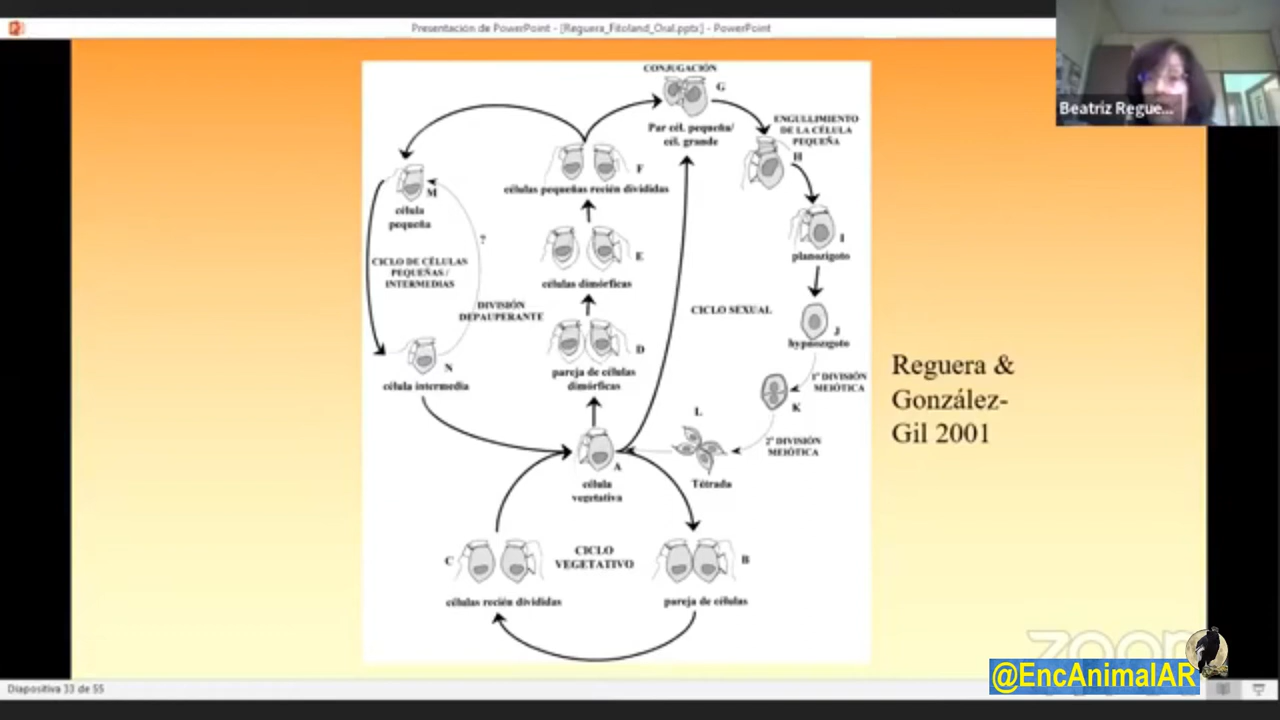 Presentación de PowerPoint - [Reguera_Fitoland_Oral.pptx] - PowerPoint
Beatriz Regue...
CONJUGACIÓN
G
Par cél. pequeña/
cél. grande
ENGULLIMIENTO
DE LA CÉLULA
PEQUEÑA
H
F
células pequeñas recién divididas
M
célula
pequeña
I
planozigoto
?
E
células dimórficas
CICLO DE CÉLULAS
PEQUEÑAS /
INTERMEDIAS
DIVISIÓN
DEPAUPERANTE
CICLO SEXUAL
J
hypnozigoto
D
pareja de células
dimórficas
N
célula intermedia
1ª DIVISIÓN
MEIÓTICA
K
L
2ª DIVISIÓN
MEIÓTICA
A
célula
vegetativa
Tétrada
Reguera &
González-
Gil 2001
C
CICLO
VEGETATIVO
B
células recién divididas
pareja de células
zoom
@EncAnimalAR
Diapositiva 33 de 55